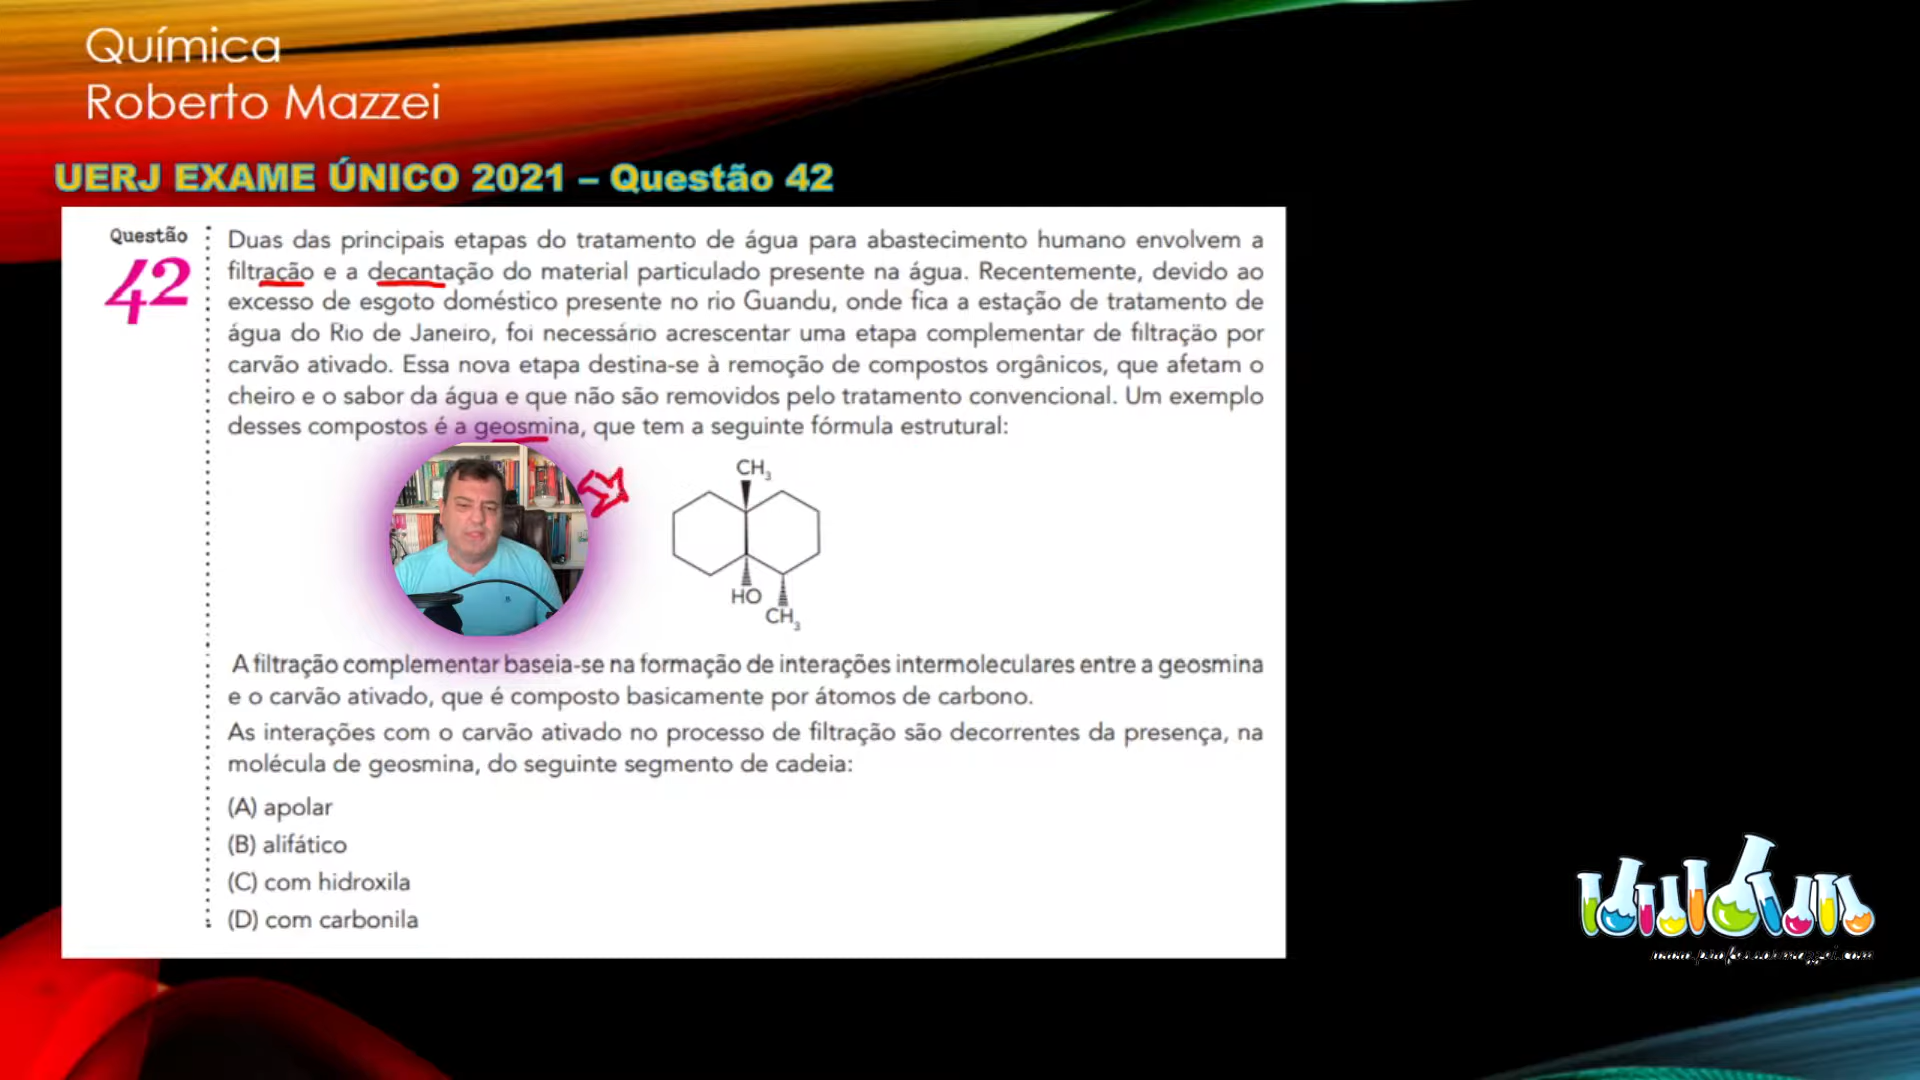 Química
Roberto Mazzei
UERJ EXAME ÚNICO 2021 – Questão 42
Questão
42
Duas das principais etapas do tratamento de água para abastecimento humano envolvem a
filtração e a decantação do material particulado presente na água. Recentemente, devido ao
excesso de esgoto doméstico presente no rio Guandu, onde fica a estação de tratamento de
água do Rio de Janeiro, foi necessário acrescentar uma etapa complementar de filtração por
carvão ativado. Essa nova etapa destina-se à remoção de compostos orgânicos, que afetam o
cheiro e o sabor da água e que não são removidos pelo tratamento convencional. Um exemplo
desses compostos é a geosmina, que tem a seguinte fórmula estrutural:
CH3
HO
CH3
A filtração complementar baseia-se na formação de interações intermoleculares entre a geosmina
e o carvão ativado, que é composto basicamente por átomos de carbono.
As interações com o carvão ativado no processo de filtração são decorrentes da presença, na
molécula de geosmina, do seguinte segmento de cadeia:
(A) apolar
(B) alifático
(C) com hidroxila
(D) com carbonila
www.professormazzei.com